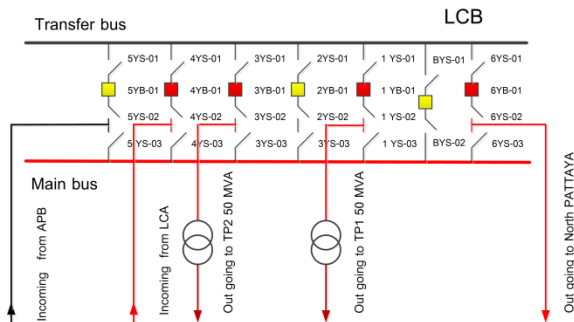 Transfer bus
LCB
5YS-01
4YS-01
3YS-01
2YS-01
1 YS-01
BYS-01
6YS-01
5YB-01
4YB-01
3YB-01
2YB-01
1 YB-01
6YB-01
5YS-02
4YS-02
3YS-02
2YS-02
1 YS-02
BYS-02
6YS-02
5YS-03
4YS-03
3YS-03
3YS-03
1 YS-03
6YS-03
Main bus
Incoming from APB
Incoming from LCA
Out going to TP2 50 MVA
Out going to TP1 50 MVA
Out going to North PATTAYA